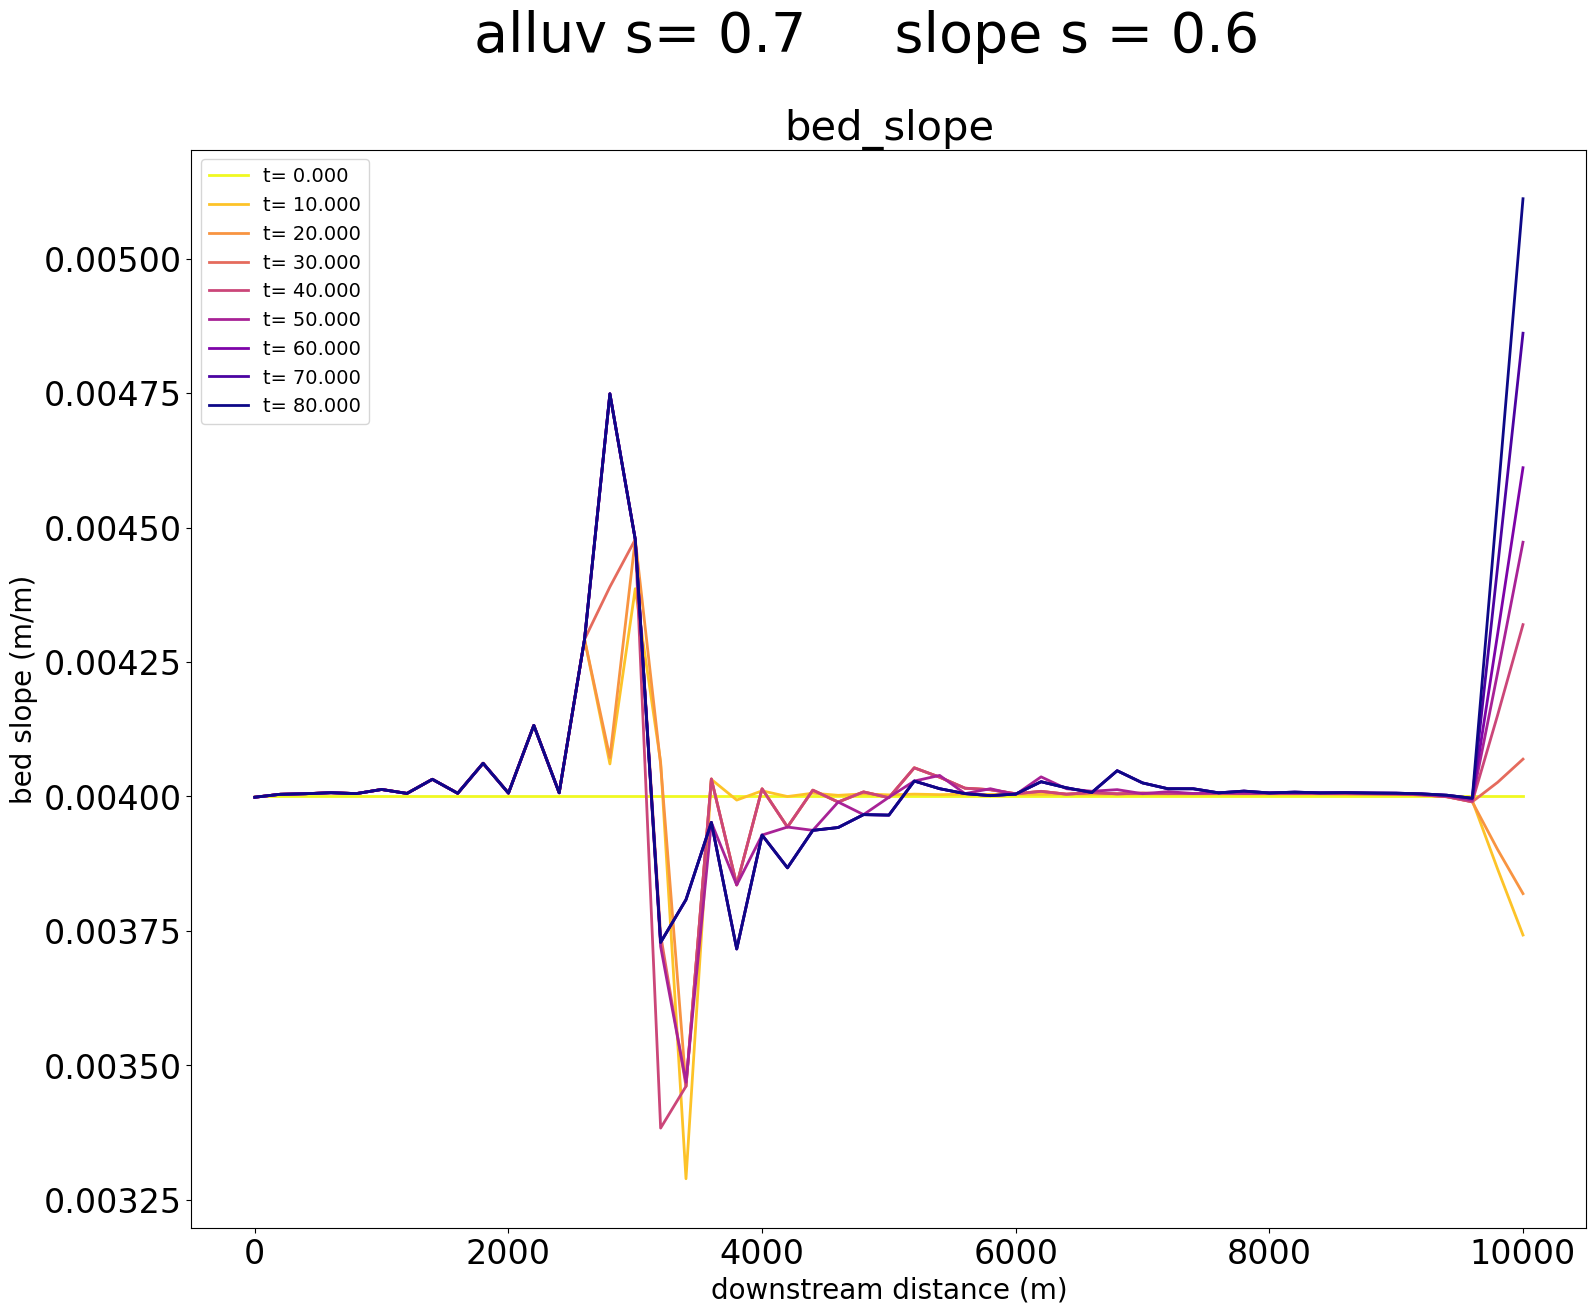 alluv s= 0.7 slope s = 0.6
bed_slope
t= 0.000
t= 10.000
t= 20.000
t= 30.000
t= 40.000
t= 50.000
t= 60.000
t= 70.000
t= 80.000
bed slope (m/m)
0.00500
0.00475
0.00450
0.00425
0.00400
0.00375
0.00350
0.00325
0 2000 4000 6000 8000 10000
downstream distance (m)